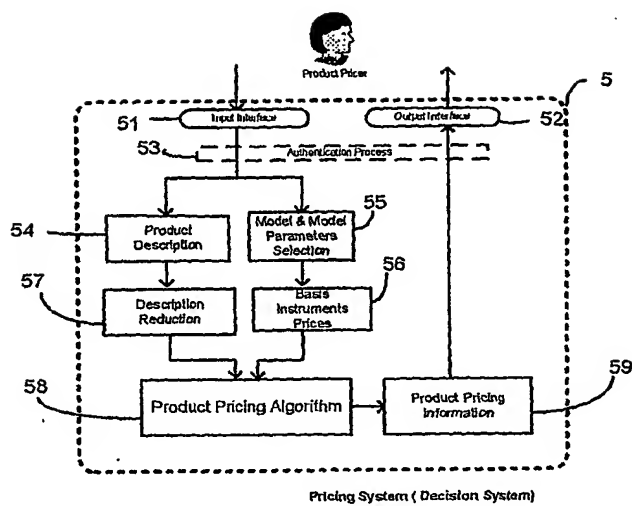 Product Pricer
5
51
Input Interface
Output Interface
52
53
Authentication Process
54
Product
Description
Model & Model
Parameters
Selection
55
57
Description
Reduction
Basis
Instruments
Prices
56
58
Product Pricing Algorithm
Product Pricing
Information
59
Pricing System ( Decision System)